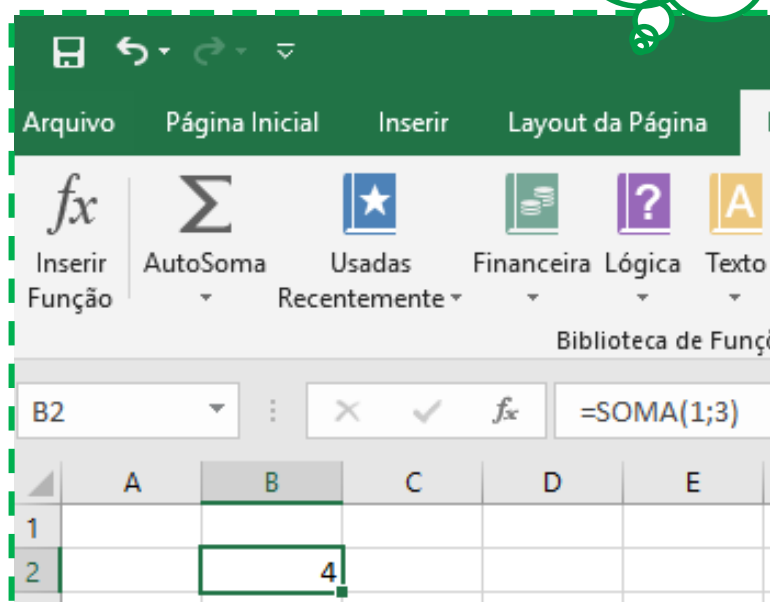 Arquivo Página Inicial Inserir Layout da Página
fx Σ ? A
Inserir Função AutoSoma Usadas Recentemente Financeira Lógica Texto
Biblioteca de
B2 fx =SOMA(1;3)
A B C D E
1
2 4